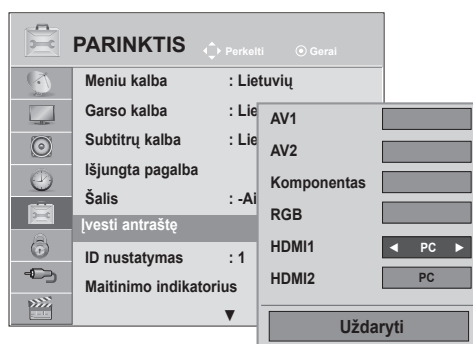 PARINKTIS Perkelti Gerai
Meniu kalba : Lietuvių
Garso kalba : Lie
Subtitrų kalba : Lie
Išjungta pagalba
Šalis : -Ai
Įvesti antraštę
ID nustatymas : 1
Maitinimo indikatorius
AV1
AV2
Komponentas
RGB
HDMI1 ◄ PC ►
HDMI2 PC
Uždaryti